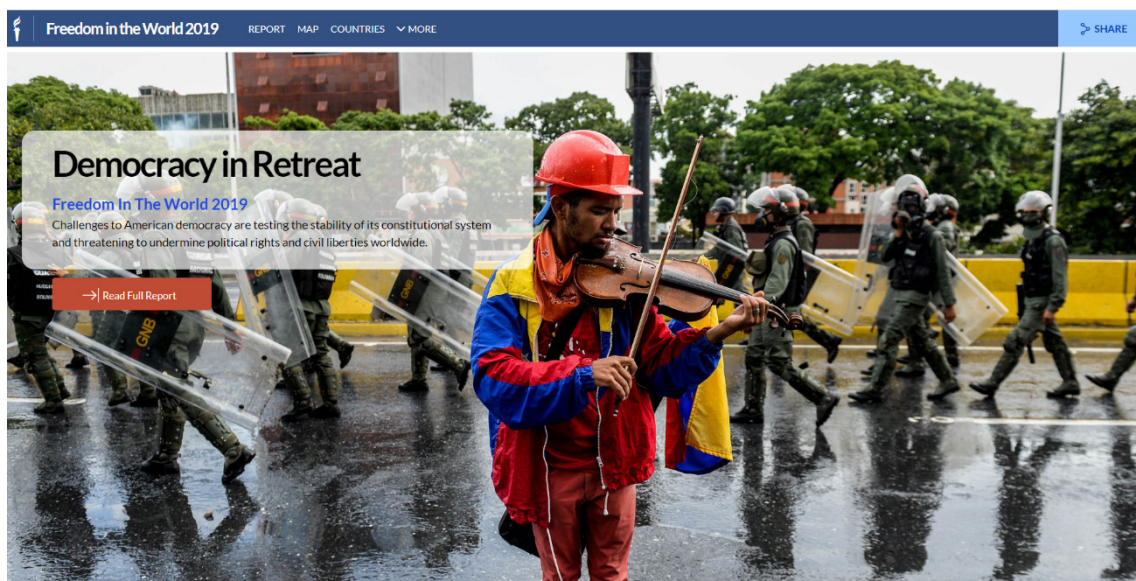 Freedom in the World 2019
REPORT MAP COUNTRIES MORE
SHARE
Democracy in Retreat
Freedom In The World 2019
Challenges to American democracy are testing the stability of its constitutional system
and threatening to undermine political rights and civil liberties worldwide.
Read Full Report
GNB
GNB
GNB